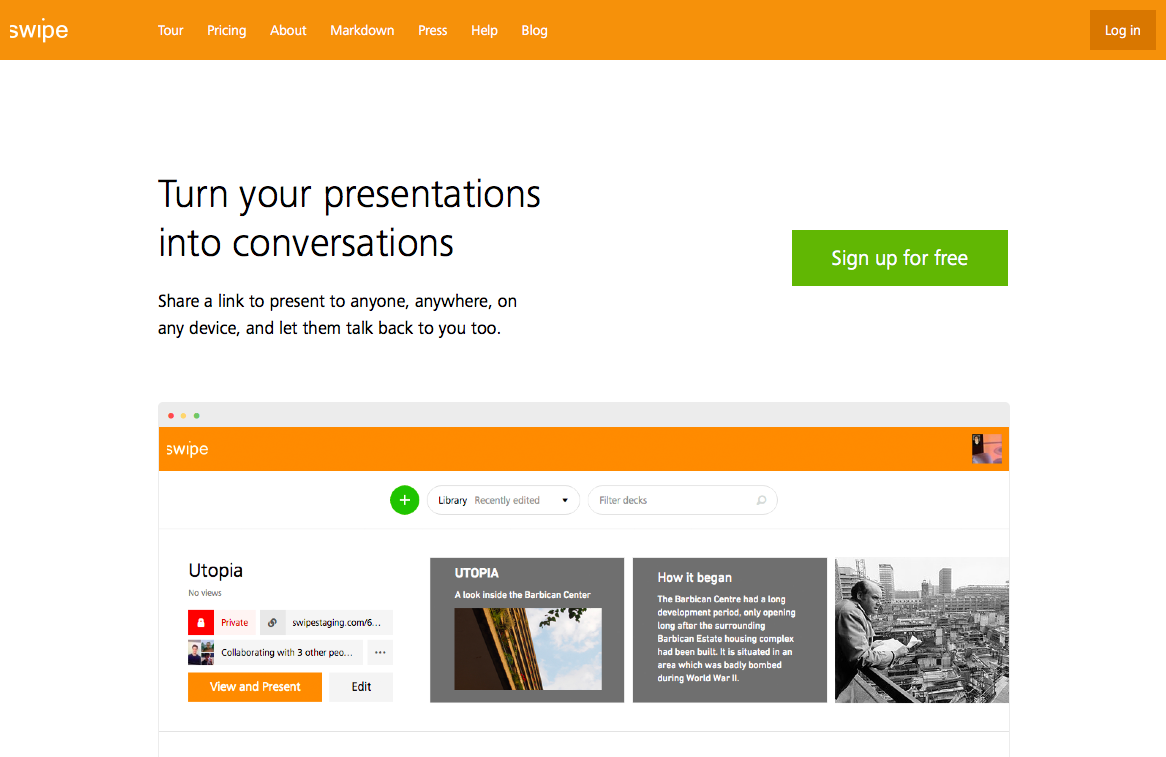 swipe Tour Pricing About Markdown Press Help Blog Log in
Turn your presentations
into conversations
Sign up for free
Share a link to present to anyone, anywhere, on
any device, and let them talk back to you too.
swipe
+ Library Recently edited Filter decks
Utopia
No views
Private swipestaging.com/6...
Collaborating with 3 other peo... ...
View and Present Edit
UTOPIA
A look inside the Barbican Center
How it began
The Barbican Centre had a long
development period, only opening
long after the surrounding
Barbican Estate housing complex
had been built. It is situated in an
area which was badly bombed
during World War II.